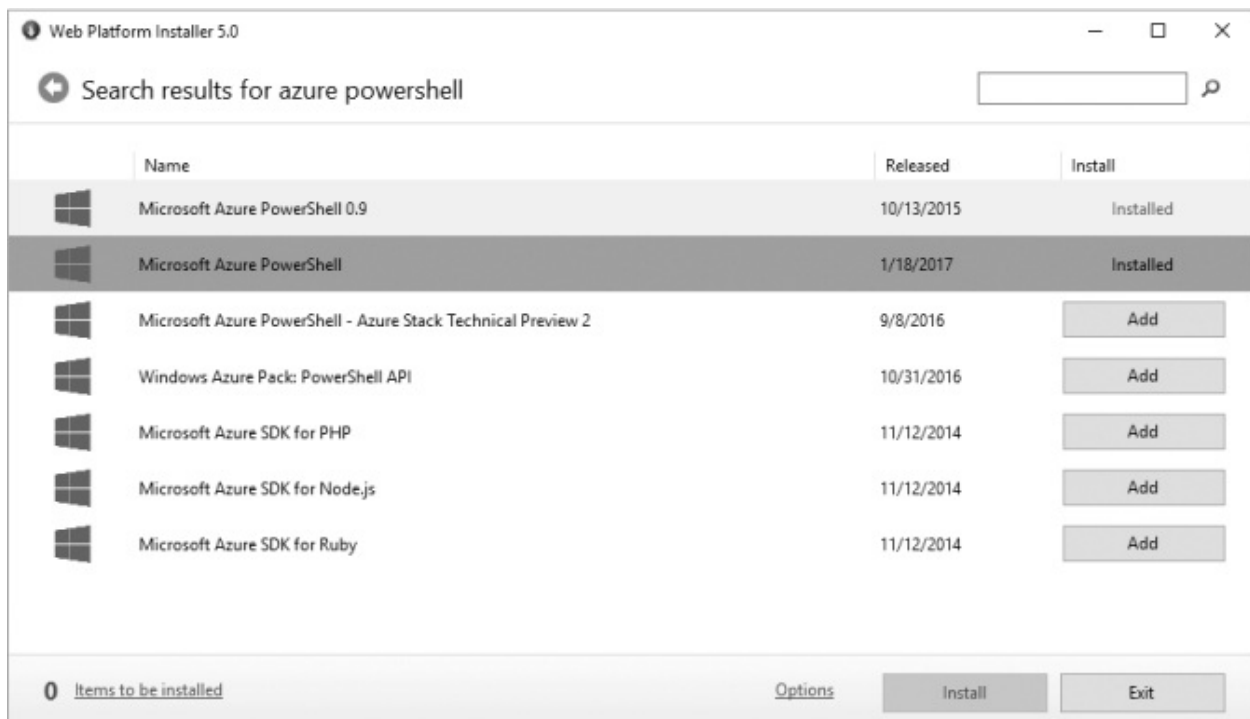 Web Platform Installer 5.0
Search results for azure powershell
Name Released Install
Microsoft Azure PowerShell 0.9 10/13/2015 Installed
Microsoft Azure PowerShell 1/18/2017 Installed
Microsoft Azure PowerShell - Azure Stack Technical Preview 2 9/8/2016 Add
Windows Azure Pack: PowerShell API 10/31/2016 Add
Microsoft Azure SDK for PHP 11/12/2014 Add
Microsoft Azure SDK for Node.js 11/12/2014 Add
Microsoft Azure SDK for Ruby 11/12/2014 Add
0 Items to be installed Options Install Exit